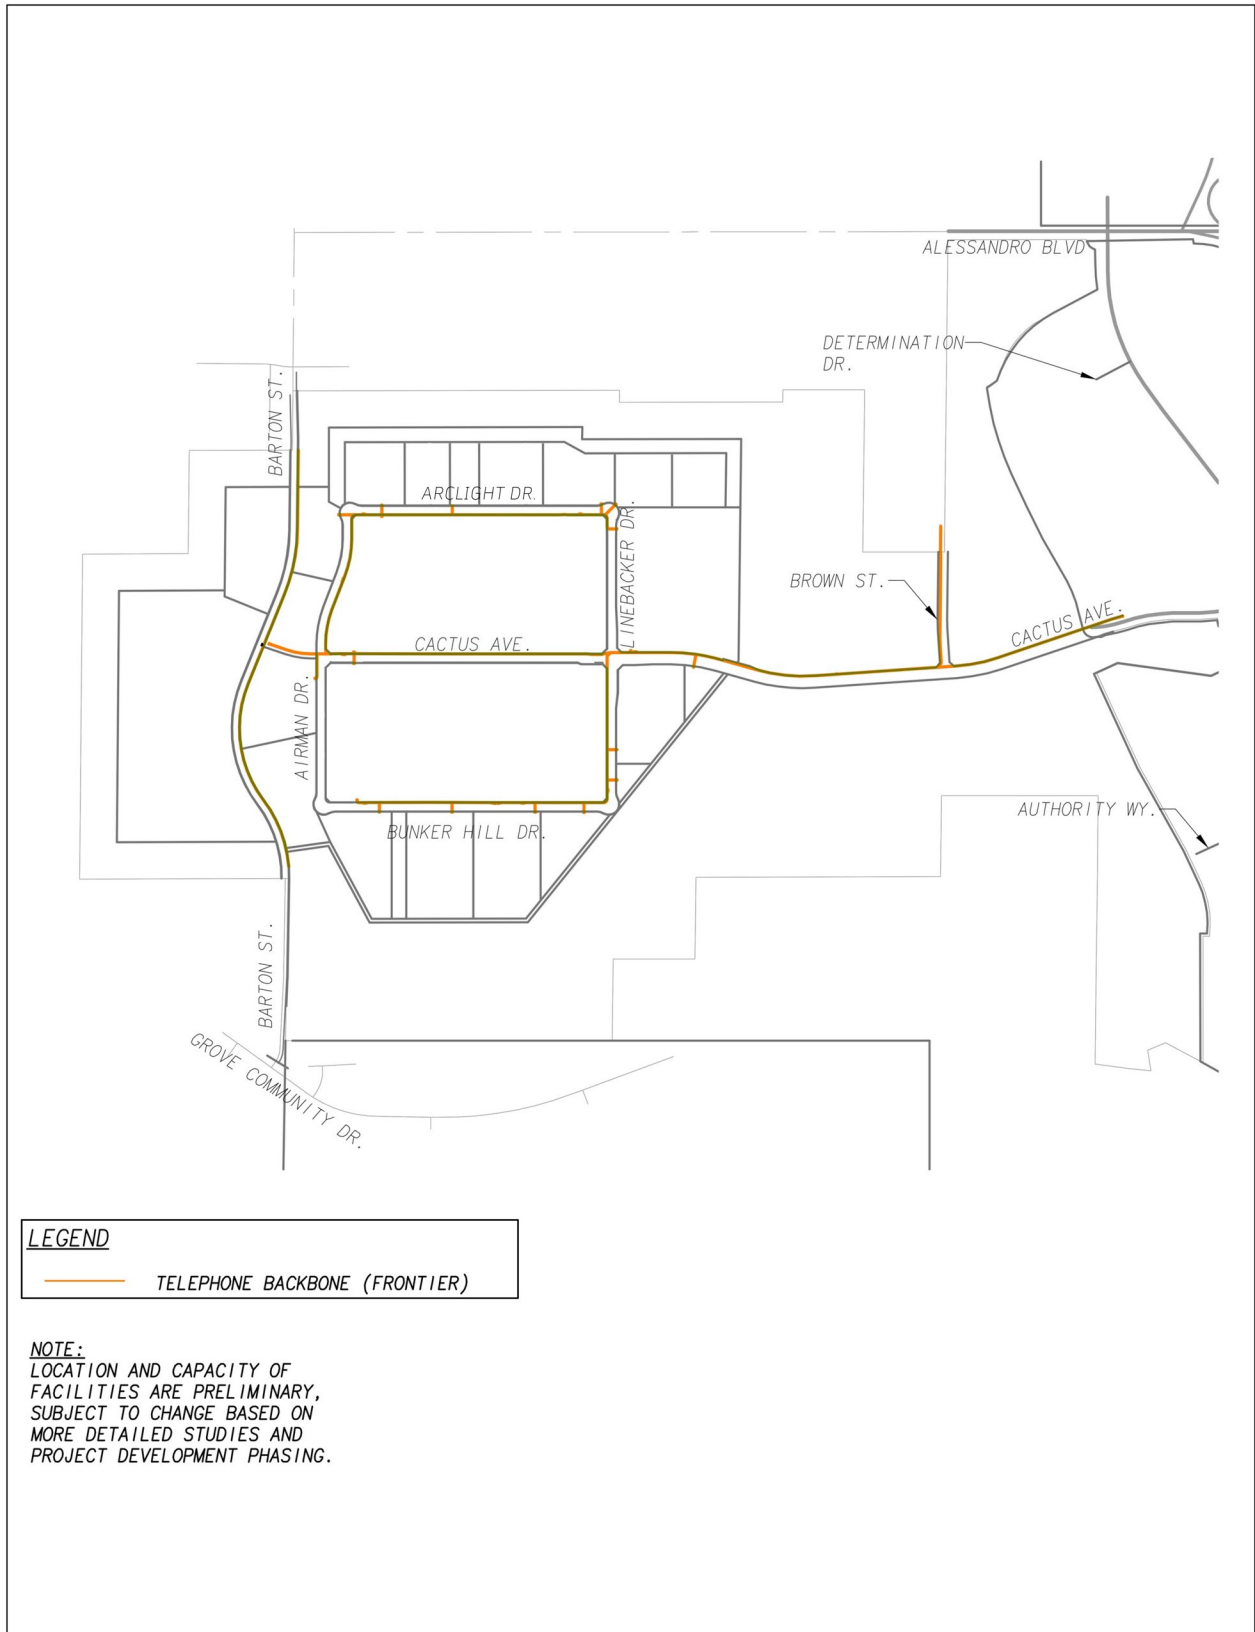 ALESSANDRO BLVD
DETERMINATION
DR.
BARTON ST.
ARCLIGHT DR.
LINEBACKER DR.
BROWN ST.
CACTUS AVE.
CACTUS AVE.
AIRMAN DR.
AUTHORITY WY.
BUNKER HILL DR.
BARTON ST.
GROVE COMMUNITY DR.
LEGEND
TELEPHONE BACKBONE (FRONTIER)
NOTE:
LOCATION AND CAPACITY OF
FACILITIES ARE PRELIMINARY,
SUBJECT TO CHANGE BASED ON
MORE DETAILED STUDIES AND
PROJECT DEVELOPMENT PHASING.